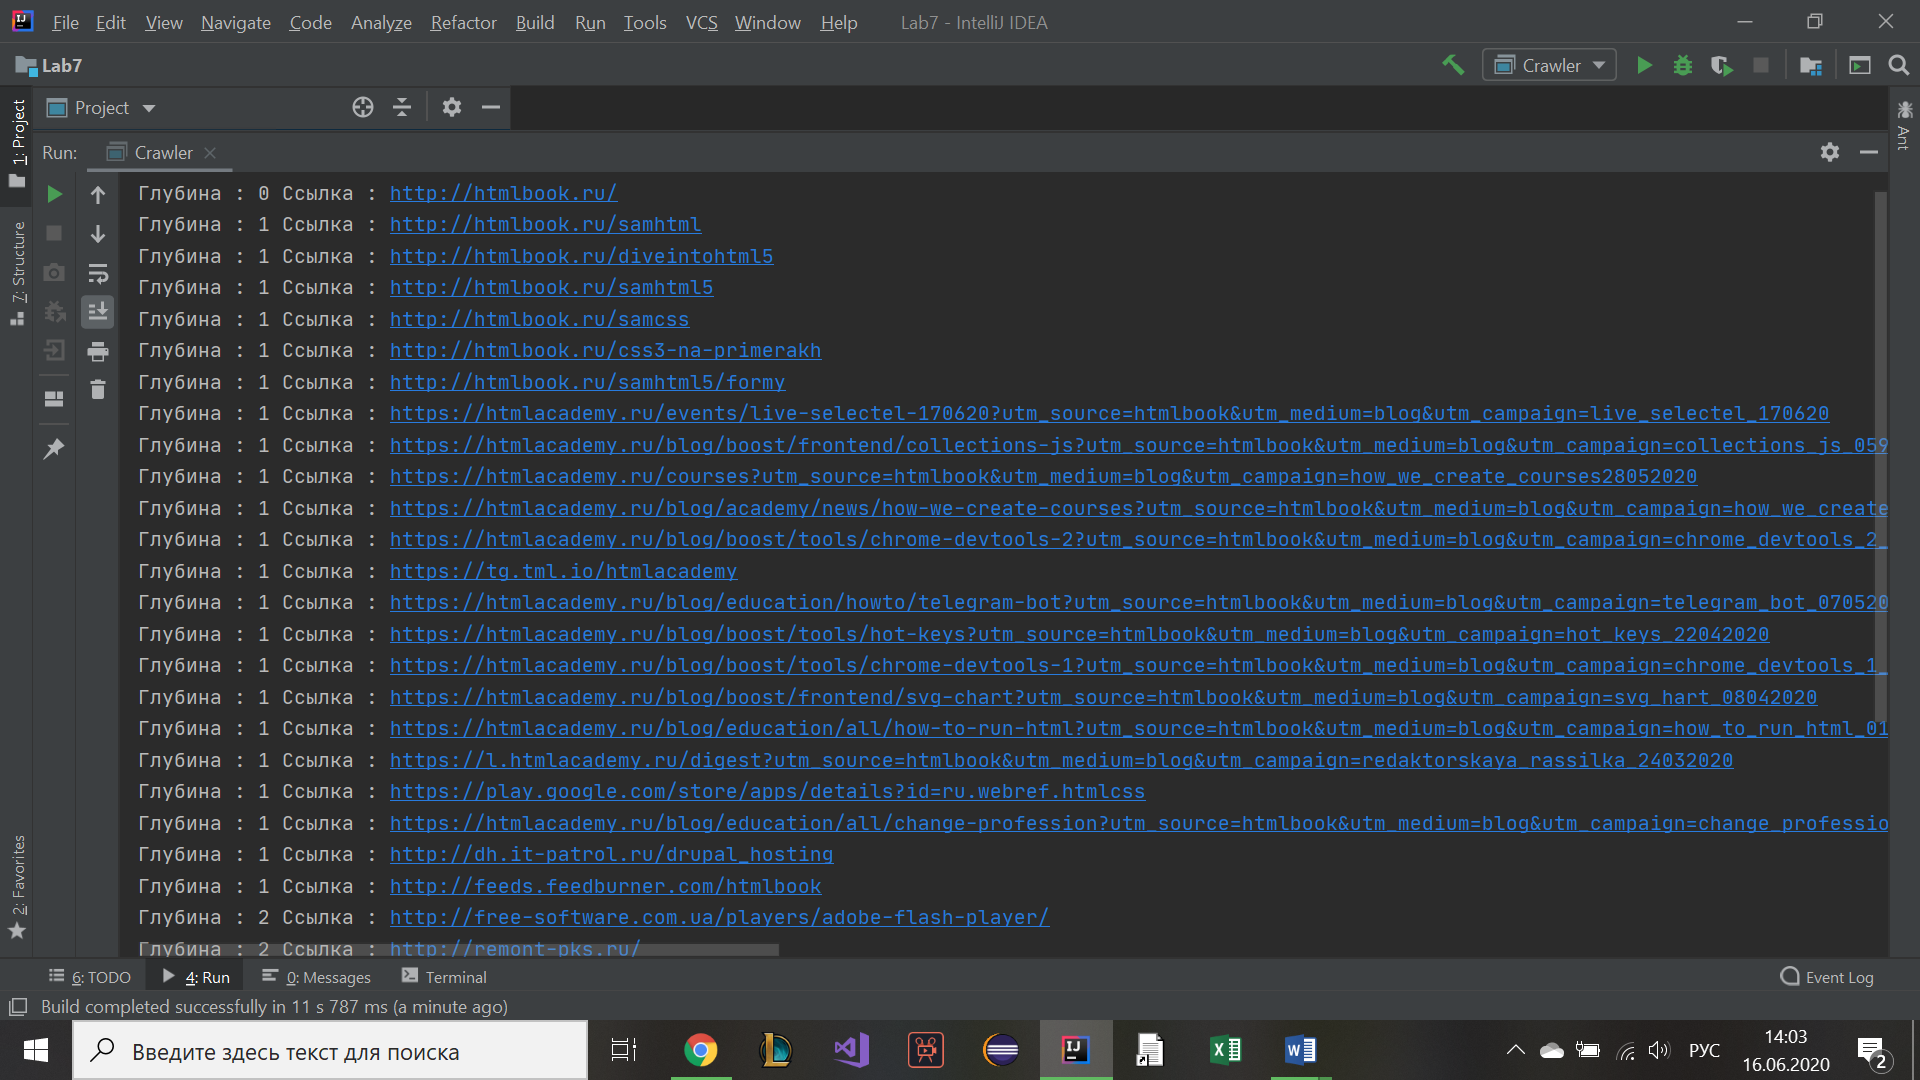 File Edit View Navigate Code Analyze Refactor Build Run Tools VCS Window Help Lab7 - IntelliJ IDEA
Lab7 Crawler
Project
Run: Crawler
Глубина : 0 Ссылка : http://htmlbook.ru/
Глубина : 1 Ссылка : http://htmlbook.ru/samhtml
Глубина : 1 Ссылка : http://htmlbook.ru/diveintohtml5
Глубина : 1 Ссылка : http://htmlbook.ru/samhtml5
Глубина : 1 Ссылка : http://htmlbook.ru/samcss
Глубина : 1 Ссылка : http://htmlbook.ru/css3-na-primerakh
Глубина : 1 Ссылка : http://htmlbook.ru/samhtml5/formy
Глубина : 1 Ссылка : https://htmlacademy.ru/events/live-selectel-170620?utm_source=htmlbook&utm_medium=blog&utm_campaign=live_selectel_170620
Глубина : 1 Ссылка : https://htmlacademy.ru/blog/boost/frontend/collections-js?utm_source=htmlbook&utm_medium=blog&utm_campaign=collections_js_059
Глубина : 1 Ссылка : https://htmlacademy.ru/courses?utm_source=htmlbook&utm_medium=blog&utm_campaign=how_we_create_courses28052020
Глубина : 1 Ссылка : https://htmlacademy.ru/blog/academy/news/how-we-create-courses?utm_source=htmlbook&utm_medium=blog&utm_campaign=how_we_create
Глубина : 1 Ссылка : https://htmlacademy.ru/blog/boost/tools/chrome-devtools-2?utm_source=htmlbook&utm_medium=blog&utm_campaign=chrome_devtools_2_
Глубина : 1 Ссылка : https://tg.tml.io/htmlacademy
Глубина : 1 Ссылка : https://htmlacademy.ru/blog/education/howto/telegram-bot?utm_source=htmlbook&utm_medium=blog&utm_campaign=telegram_bot_070520
Глубина : 1 Ссылка : https://htmlacademy.ru/blog/boost/tools/hot-keys?utm_source=htmlbook&utm_medium=blog&utm_campaign=hot_keys_22042020
Глубина : 1 Ссылка : https://htmlacademy.ru/blog/boost/tools/chrome-devtools-1?utm_source=htmlbook&utm_medium=blog&utm_campaign=chrome_devtools_1_
Глубина : 1 Ссылка : https://htmlacademy.ru/blog/boost/frontend/svg-chart?utm_source=htmlbook&utm_medium=blog&utm_campaign=svg_hart_08042020
Глубина : 1 Ссылка : https://htmlacademy.ru/blog/education/all/how-to-run-html?utm_source=htmlbook&utm_medium=blog&utm_campaign=how_to_run_html_01
Глубина : 1 Ссылка : https://l.htmlacademy.ru/digest?utm_source=htmlbook&utm_medium=blog&utm_campaign=redaktorskaya_rassilka_24032020
Глубина : 1 Ссылка : https://play.google.com/store/apps/details?id=ru.webref.htmlcss
Глубина : 1 Ссылка : https://htmlacademy.ru/blog/education/all/change-profession?utm_source=htmlbook&utm_medium=blog&utm_campaign=change_professio
Глубина : 1 Ссылка : http://dh.it-patrol.ru/drupal_hosting
Глубина : 1 Ссылка : http://feeds.feedburner.com/htmlbook
Глубина : 2 Ссылка : http://free-software.com.ua/players/adobe-flash-player/
Глубина : 2 Ссылка : http://remont-pks.ru/
1: Project
7: Structure
2: Favorites
Ant
6: TODO 4: Run 0: Messages Terminal Event Log
Build completed successfully in 11 s 787 ms (a minute ago)
Введите здесь текст для поиска
РУС
14:03
16.06.2020
2